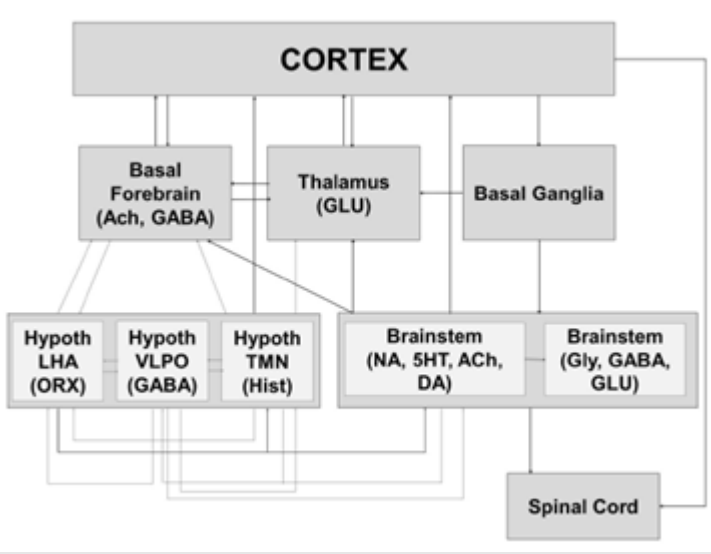 CORTEX
Basal
Forebrain
(Ach, GABA)
Thalamus
(GLU)
Basal Ganglia
Hypoth
LHA
(ORX)
Hypoth
VLPO
(GABA)
Hypoth
TMN
(Hist)
Brainstem
(NA, 5HT, ACh,
DA)
Brainstem
(Gly, GABA,
GLU)
Spinal Cord